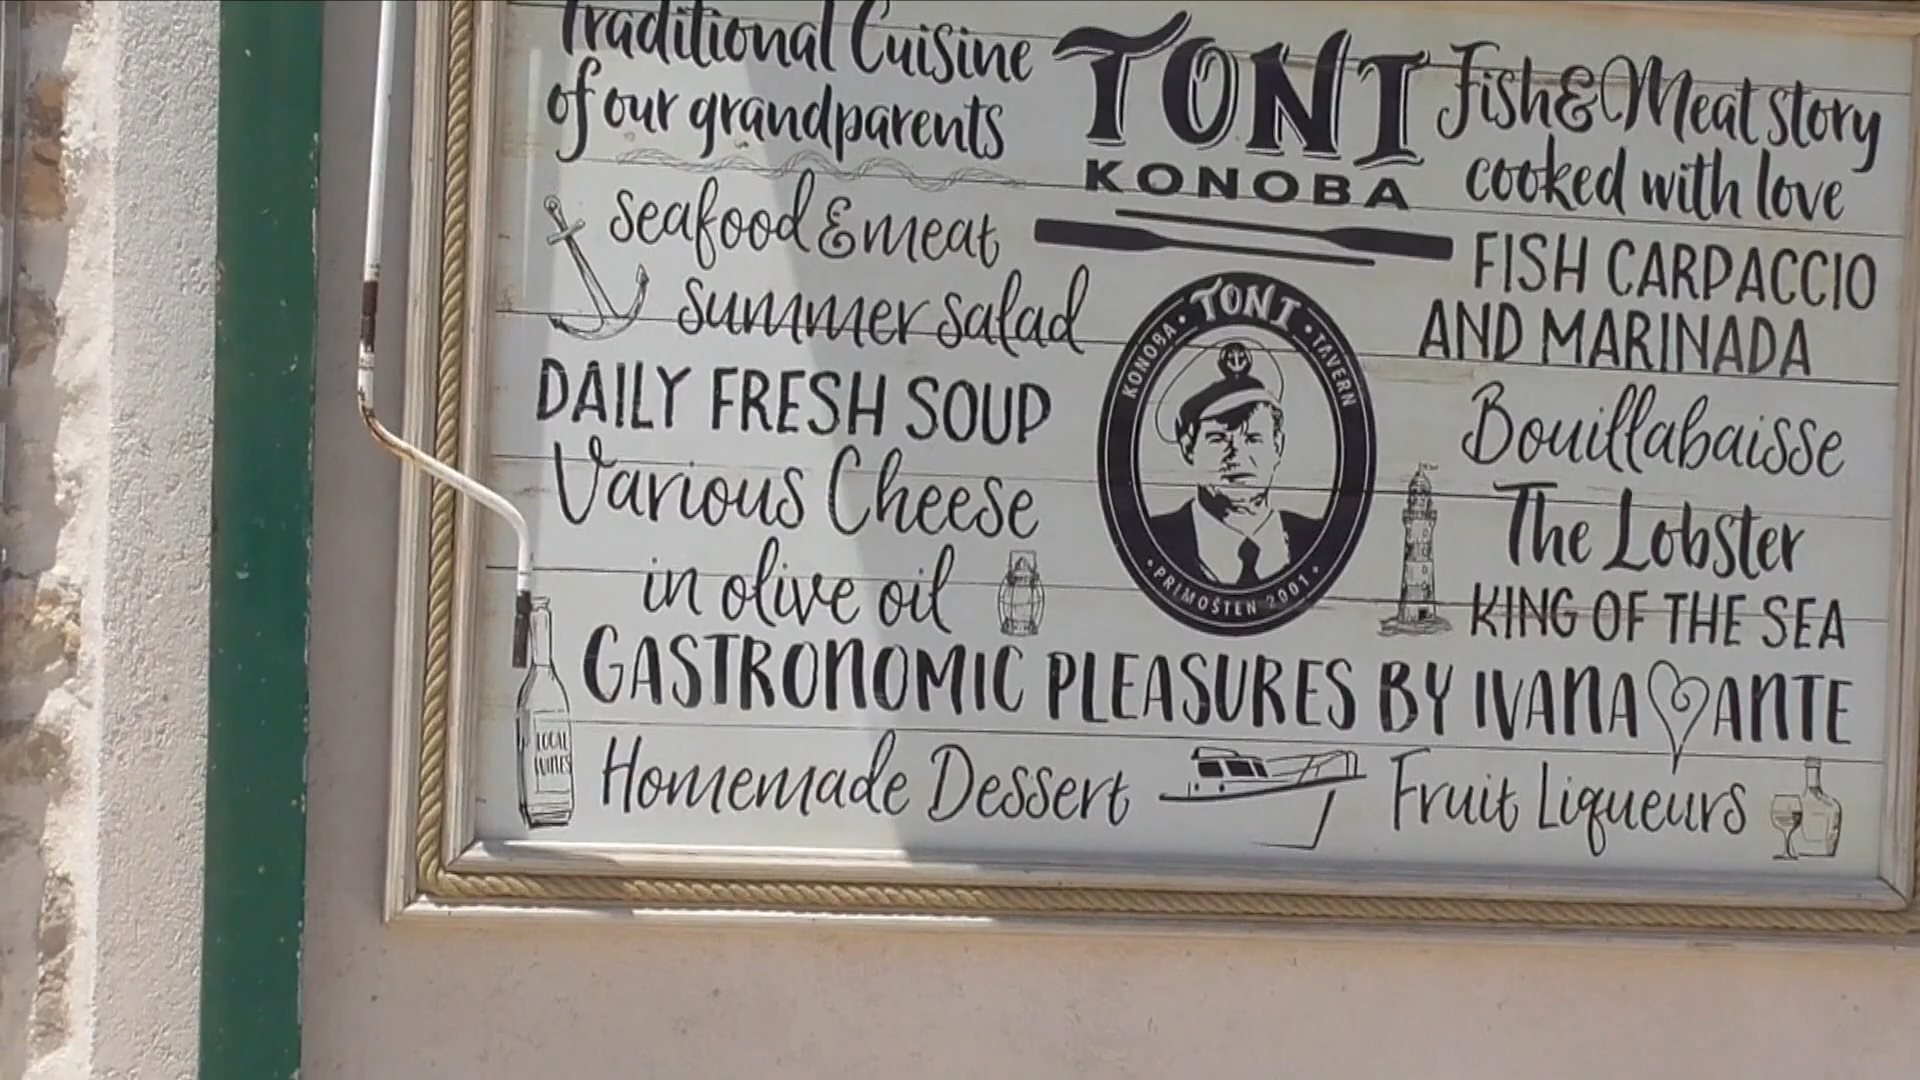 Traditional Cuisine
of our grandparents
seafood & meat
summer salad
DAILY FRESH SOUP
Various Cheese
in olive oil
TONI
KONOBA
KONOBA • TONI • TAVERN
• PRIMOŠTEN 2001 •
Fish & Meat story
cooked with love
FISH CARPACCIO
AND MARINADA
Bouillabaisse
The Lobster
KING OF THE SEA
GASTRONOMIC PLEASURES BY IVANA ANTE
LOCAL
WINES
Homemade Dessert
Fruit Liqueurs